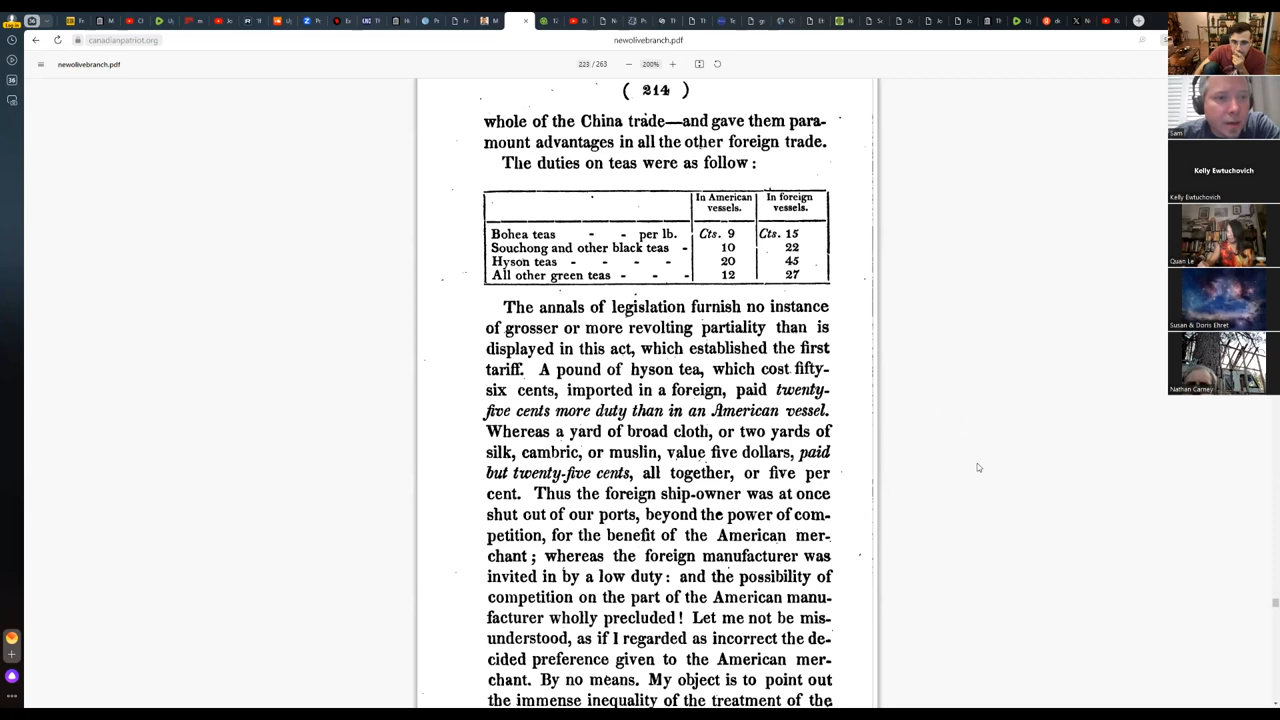 Log in
36
canadianpatriot.org
newolivebranch.pdf
newolivebranch.pdf
223 / 263
200%
36
( 214 )
whole of the China trade—and gave them para-
mount advantages in all the other foreign trade.
The duties on teas were as follow :
In American vessels.
In foreign vessels.
Bohea teas - - per lb. Cts. 9 Cts. 15
Souchong and other black teas - 10 22
Hyson teas - - - - 20 45
All other green teas - - - 12 27
The annals of legislation furnish no instance
of grosser or more revolting partiality than is
displayed in this act, which established the first
tariff. A pound of hyson tea, which cost fifty-
six cents, imported in a foreign, paid twenty-
five cents more duty than in an American vessel.
Whereas a yard of broad cloth, or two yards of
silk, cambric, or muslin, value five dollars, paid
but twenty-five cents, all together, or five per
cent. Thus the foreign ship-owner was at once
shut out of our ports, beyond the power of com-
petition, for the benefit of the American mer-
chant ; whereas the foreign manufacturer was
invited in by a low duty : and the possibility of
competition on the part of the American manu-
facturer wholly precluded ! Let me not be mis-
understood, as if I regarded as incorrect the de-
cided preference given to the American mer-
chant. By no means. My object is to point out
the immense inequality of the treatment of the
Sam
Kelly Ewtuchovich
Kelly Ewtuchovich
Quan Le
Susan & Doris Ehret
Nathan Carney